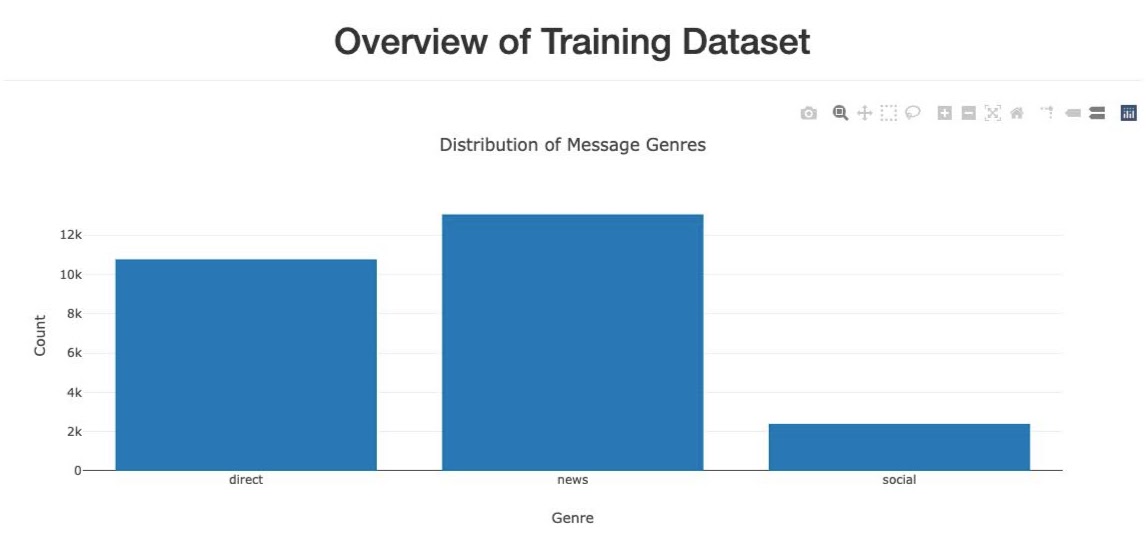 Overview of Training Dataset
Distribution of Message Genres
12k
10k
8k
6k
4k
2k
0
Count
direct news social
Genre